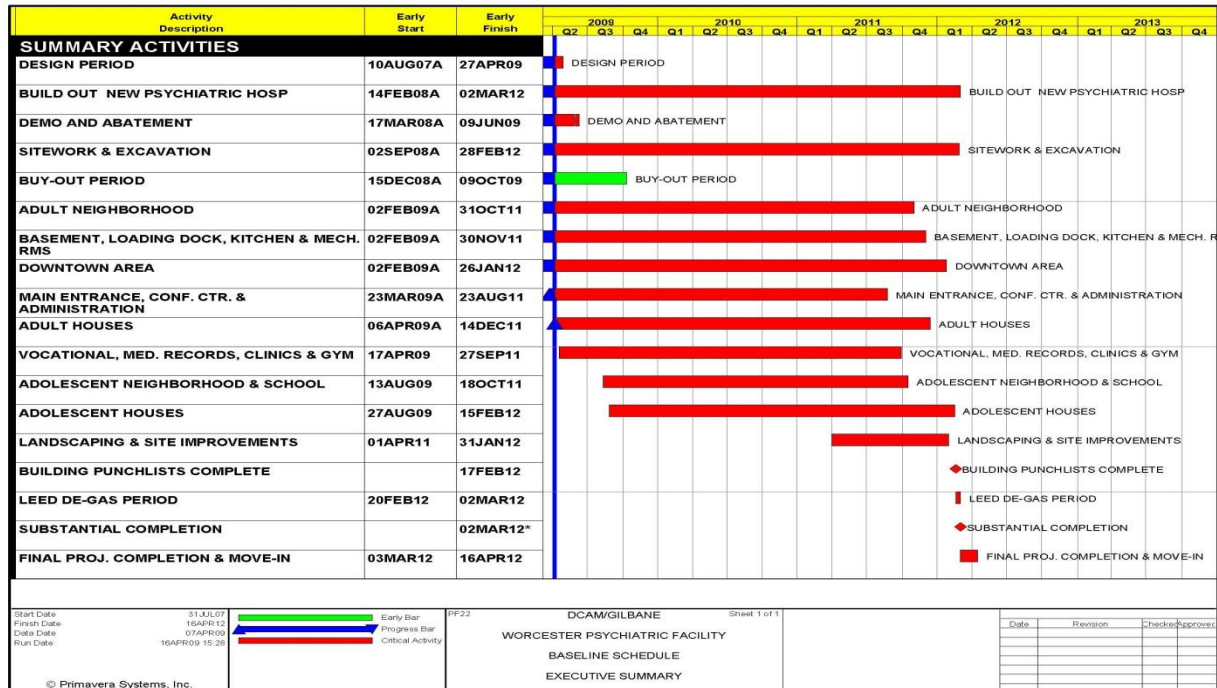 Activity Description Early Start Early Finish 2009 2010 2011 2012 2013
Q2 Q3 Q4 Q1 Q2 Q3 Q4 Q1 Q2 Q3 Q4 Q1 Q2 Q3 Q4 Q1 Q2 Q3 Q4
SUMMARY ACTIVITIES
DESIGN PERIOD 10AUG07A 27APR09 DESIGN PERIOD
BUILD OUT NEW PSYCHIATRIC HOSP 14FEB08A 02MAR12 BUILD OUT NEW PSYCHIATRIC HOSP
DEMO AND ABATEMENT 17MAR08A 09JUN09 DEMO AND ABATEMENT
SITEWORK & EXCAVATION 02SEP08A 28FEB12 SITEWORK & EXCAVATION
BUY-OUT PERIOD 15DEC08A 09OCT09 BUY-OUT PERIOD
ADULT NEIGHBORHOOD 02FEB09A 31OCT11 ADULT NEIGHBORHOOD
BASEMENT, LOADING DOCK, KITCHEN & MECH. 02FEB09A 30NOV11 BASEMENT, LOADING DOCK, KITCHEN & MECH. R
RMS
DOWNTOWN AREA 02FEB09A 26JAN12 DOWNTOWN AREA
MAIN ENTRANCE, CONF. CTR. & 23MAR09A 23AUG11 MAIN ENTRANCE, CONF. CTR. & ADMINISTRATION
ADMINISTRATION
ADULT HOUSES 06APR09A 14DEC11 ADULT HOUSES
VOCATIONAL, MED. RECORDS, CLINICS & GYM 17APR09 27SEP11 VOCATIONAL, MED. RECORDS, CLINICS & GYM
ADOLESCENT NEIGHBORHOOD & SCHOOL 13AUG09 18OCT11 ADOLESCENT NEIGHBORHOOD & SCHOOL
ADOLESCENT HOUSES 27AUG09 15FEB12 ADOLESCENT HOUSES
LANDSCAPING & SITE IMPROVEMENTS 01APR11 31JAN12 LANDSCAPING & SITE IMPROVEMENTS
BUILDING PUNCHLISTS COMPLETE 17FEB12 BUILDING PUNCHLISTS COMPLETE
LEED DE-GAS PERIOD 20FEB12 02MAR12 LEED DE-GAS PERIOD
SUBSTANTIAL COMPLETION 02MAR12* SUBSTANTIAL COMPLETION
FINAL PROJ. COMPLETION & MOVE-IN 03MAR12 16APR12 FINAL PROJ. COMPLETION & MOVE-IN
Start Date 31JUL07
Finish Date 16APR12
Data Date 07APR09
Run Date 16APR09 15:28
© Primavera Systems, Inc.
Early Bar
Progress Bar
Critical Activity
PF22 DCAM/GILBANE Sheet 1 of 1
WORCESTER PSYCHIATRIC FACILITY
BASELINE SCHEDULE
EXECUTIVE SUMMARY
Date Revision Checked Approved